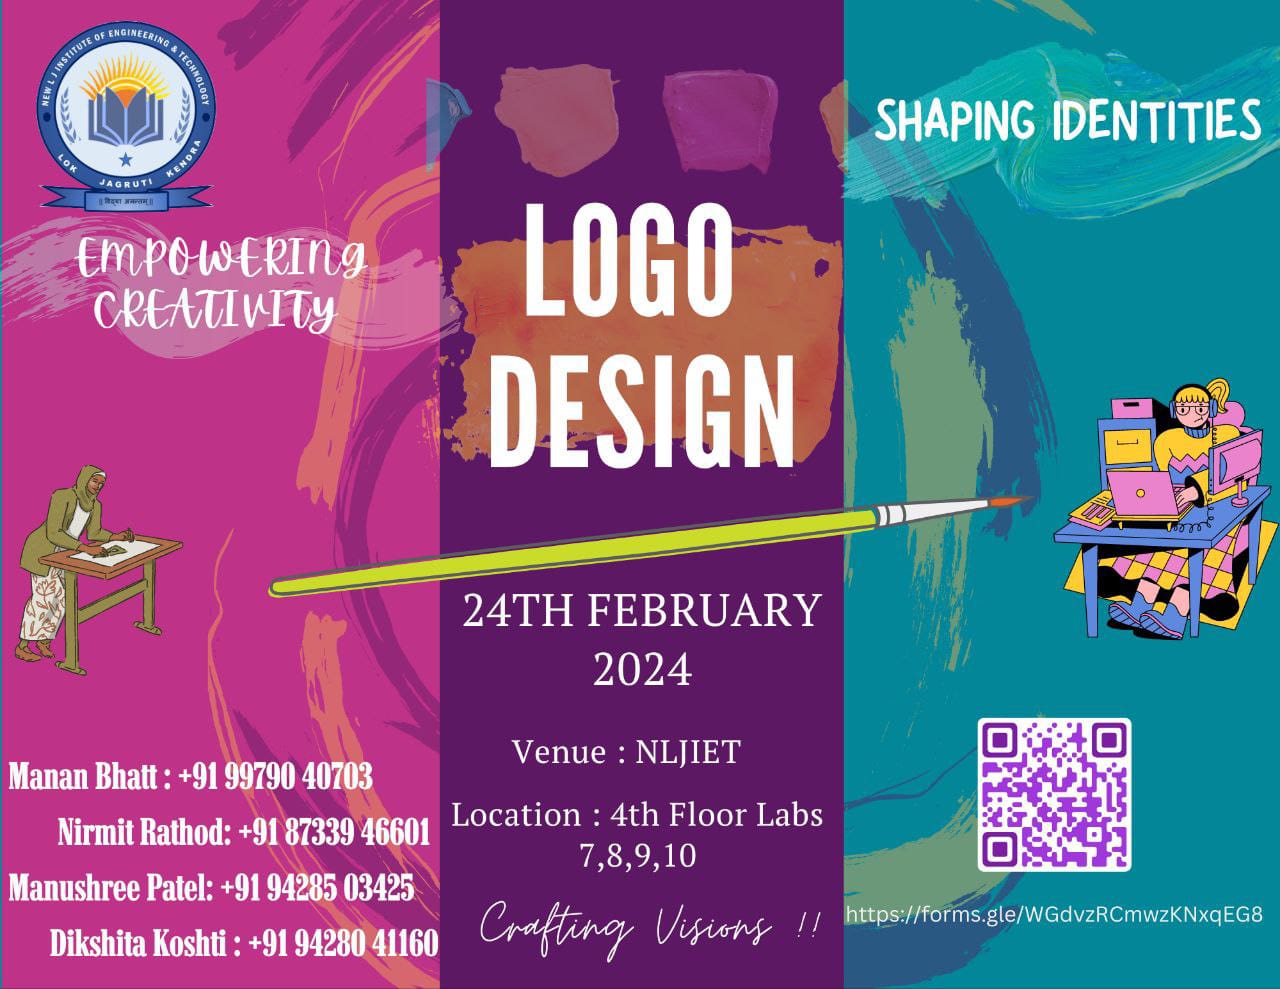 NEW L J INSTITUTE OF ENGINEERING & TECHNOLOGY
LOK JAGRUTI KENDRA
|| विद्या अनन्तम् ||
EMPOWERING
CREATIVITY
SHAPING IDENTITIES
LOGO
DESIGN
24TH FEBRUARY
2024
Venue : NLJIET
Location : 4th Floor Labs
7,8,9,10
Crafting Visions !!
Manan Bhatt : +91 99790 40703
Nirmit Rathod: +91 87339 46601
Manushree Patel: +91 94285 03425
Dikshita Koshti : +91 94280 41160
https://forms.gle/WGdvzRCmwzKNxqEG8